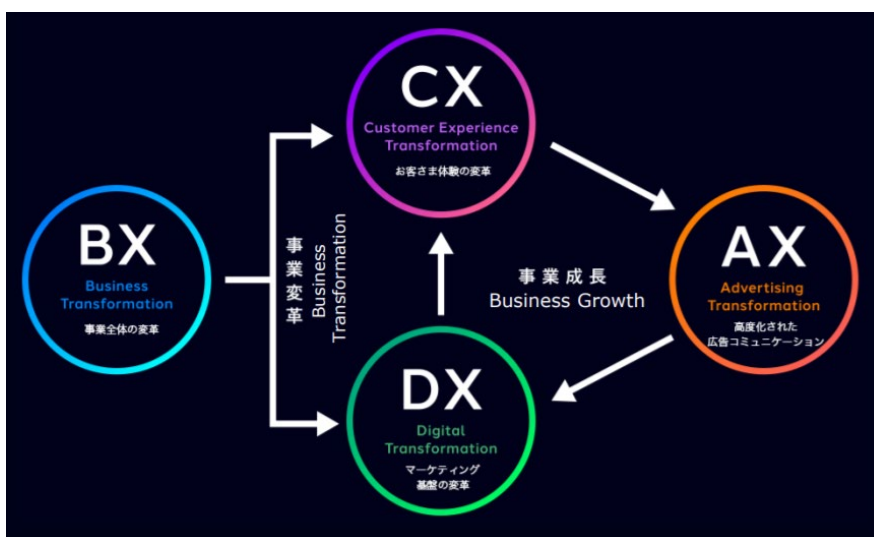 BX
Business
Transformation
事業全体の変革
事業変革
Business
Transformation
CX
Customer Experience
Transformation
お客さま体験の変革
DX
Digital
Transformation
マーケティング
基盤の変革
事業成長
Business Growth
AX
Advertising
Transformation
高度化された
広告コミュニケーション